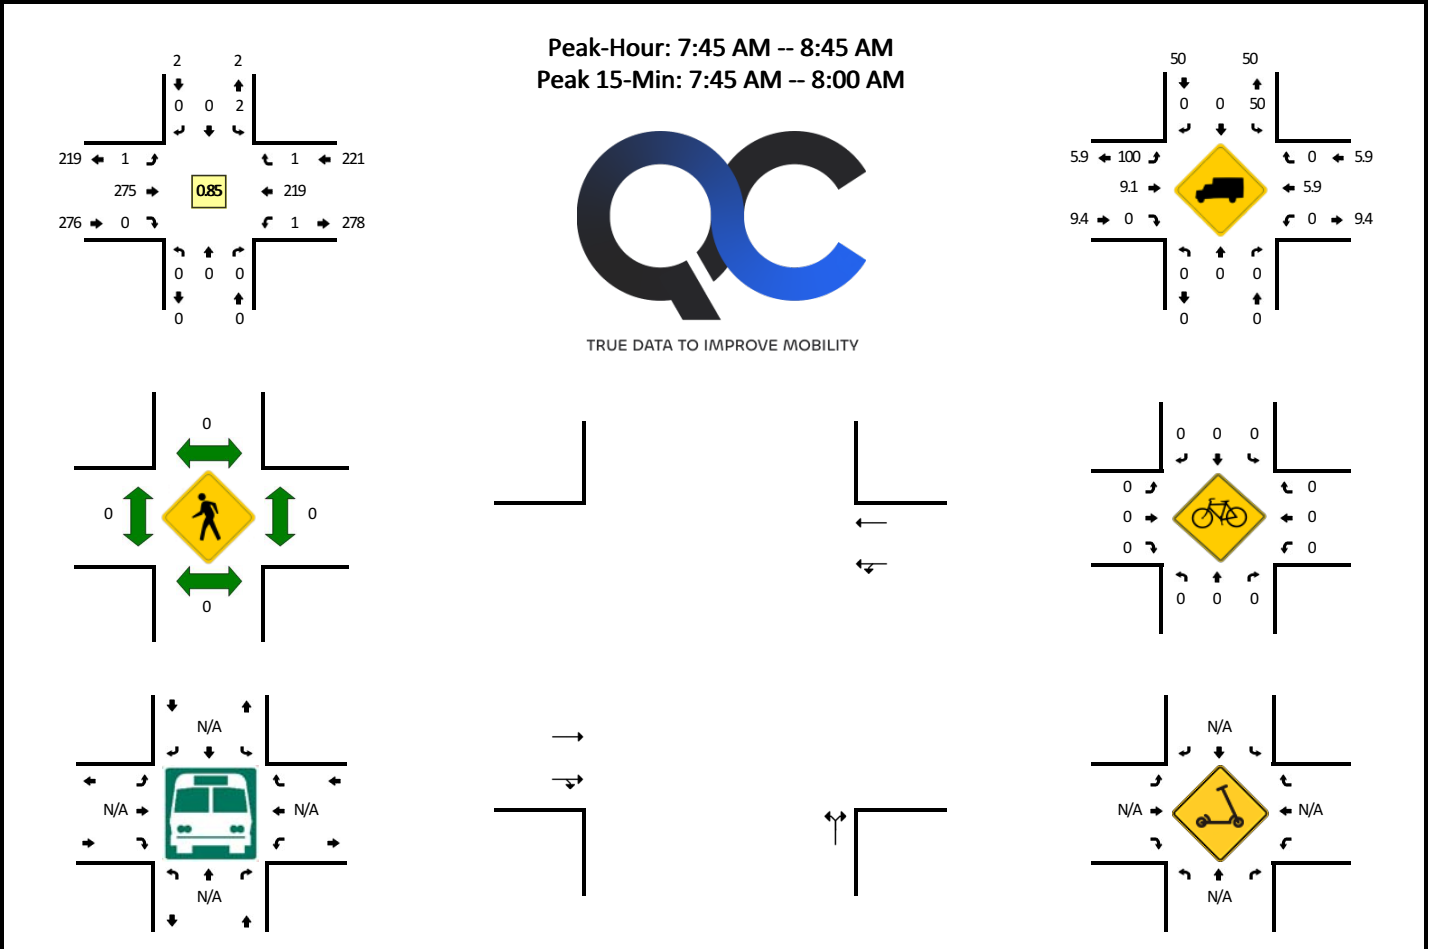 Peak-Hour: 7:45 AM -- 8:45 AM
Peak 15-Min: 7:45 AM -- 8:00 AM
2 2
0 0 2
219 1 1 221
275 0.85 219
276 0 1 278
0 0 0
0 0
QC
TRUE DATA TO IMPROVE MOBILITY
50 50
0 0 50
5.9 100 0 5.9
9.1 5.9
9.4 0 0 9.4
0 0 0
0 0
0
0 0
0
0 0 0
0 0
0 0
0 0
0 0 0
N/A
N/A N/A
N/A
N/A
N/A N/A
N/A